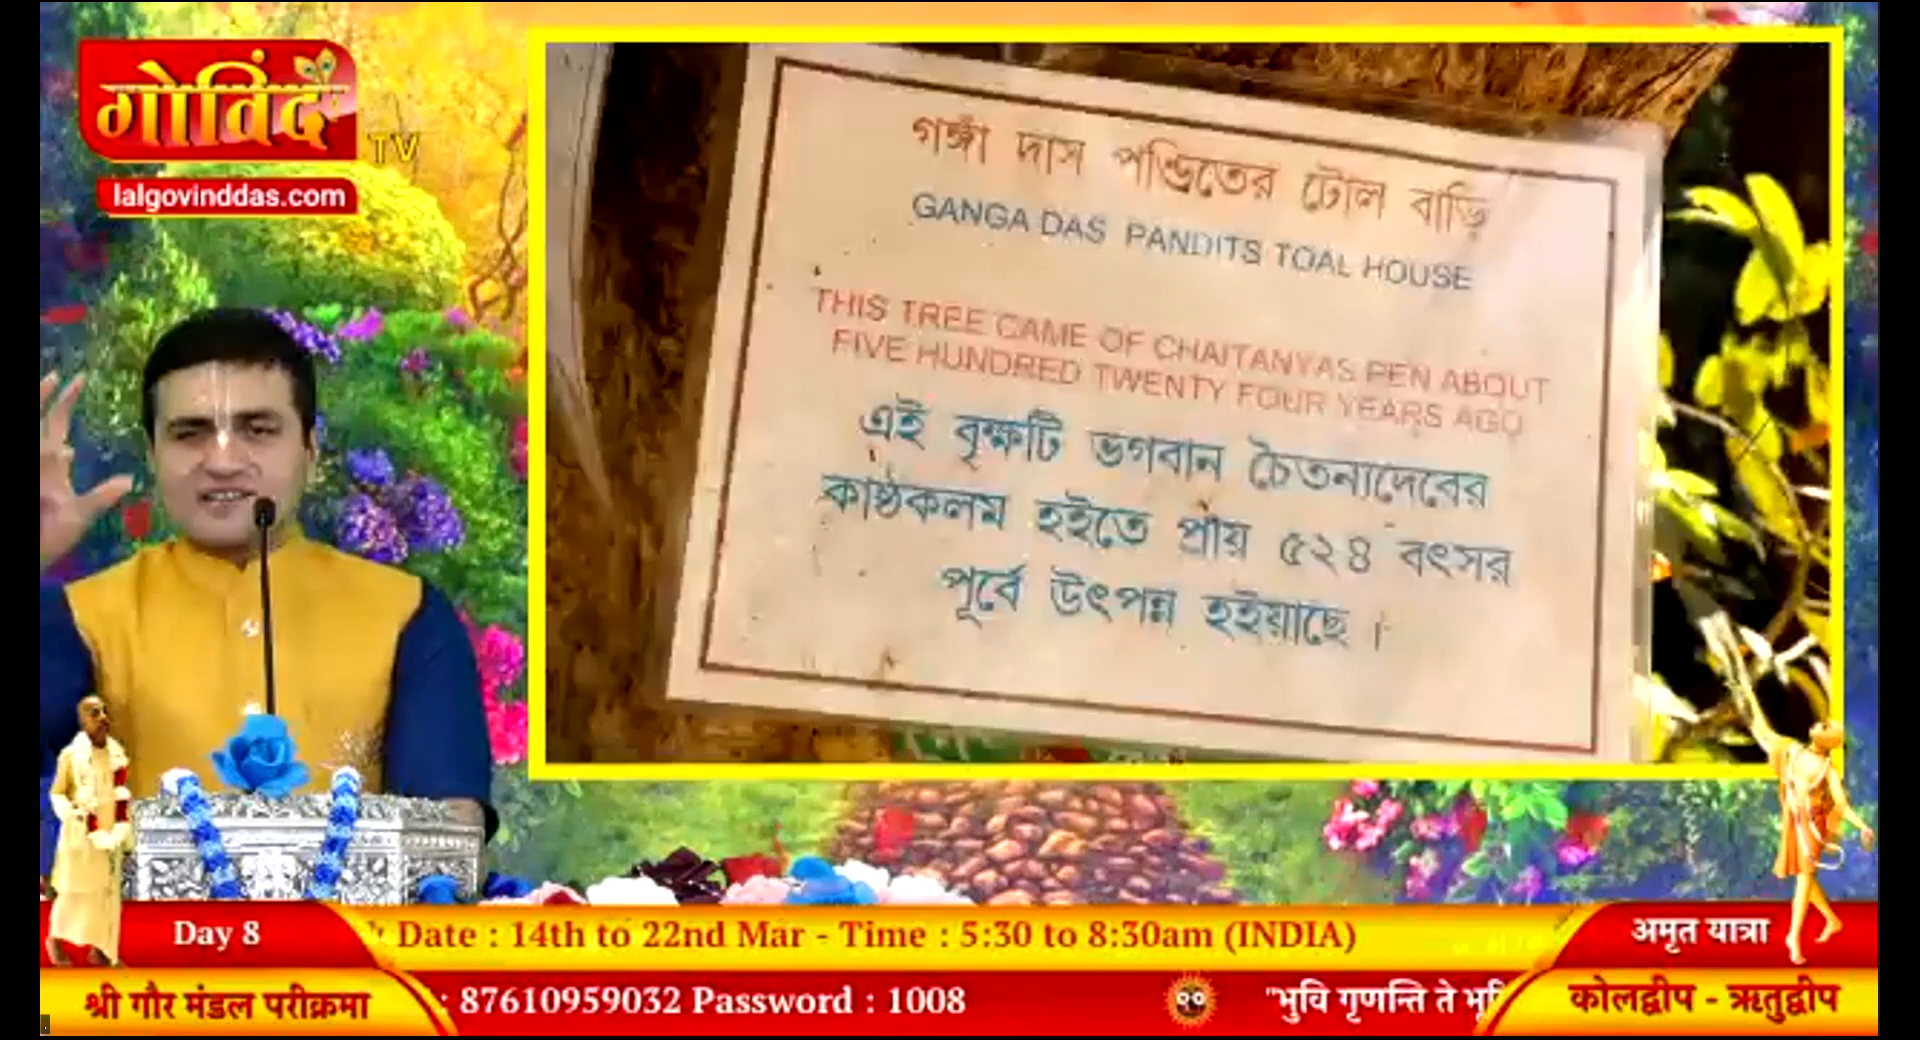 गोविंद
TV
lalgovinddas.com
গঙ্গাঁ দাস পণ্ডিতের টোল বাড়ি
GANGA DAS PANDITS TOAL HOUSE
THIS TREE CAME OF CHAITANYAS PEN ABOUT
FIVE HUNDRED TWENTY FOUR YEARS AGO
এই বৃক্ষটি ভগবান চৈতন্যদেবের
কাষ্ঠকলম হইতে প্রায় ৫২৪ বৎসর
পূর্বে উৎপন্ন হইয়াছে।
Day 8
Date : 14th to 22nd Mar - Time : 5:30 to 8:30am (INDIA)
अमृत यात्रा
श्री गौर मंडल परीक्रमा
: 87610959032 Password : 1008
"भुवि गृणन्ति ते
कोलद्वीप - ऋतुद्वीप